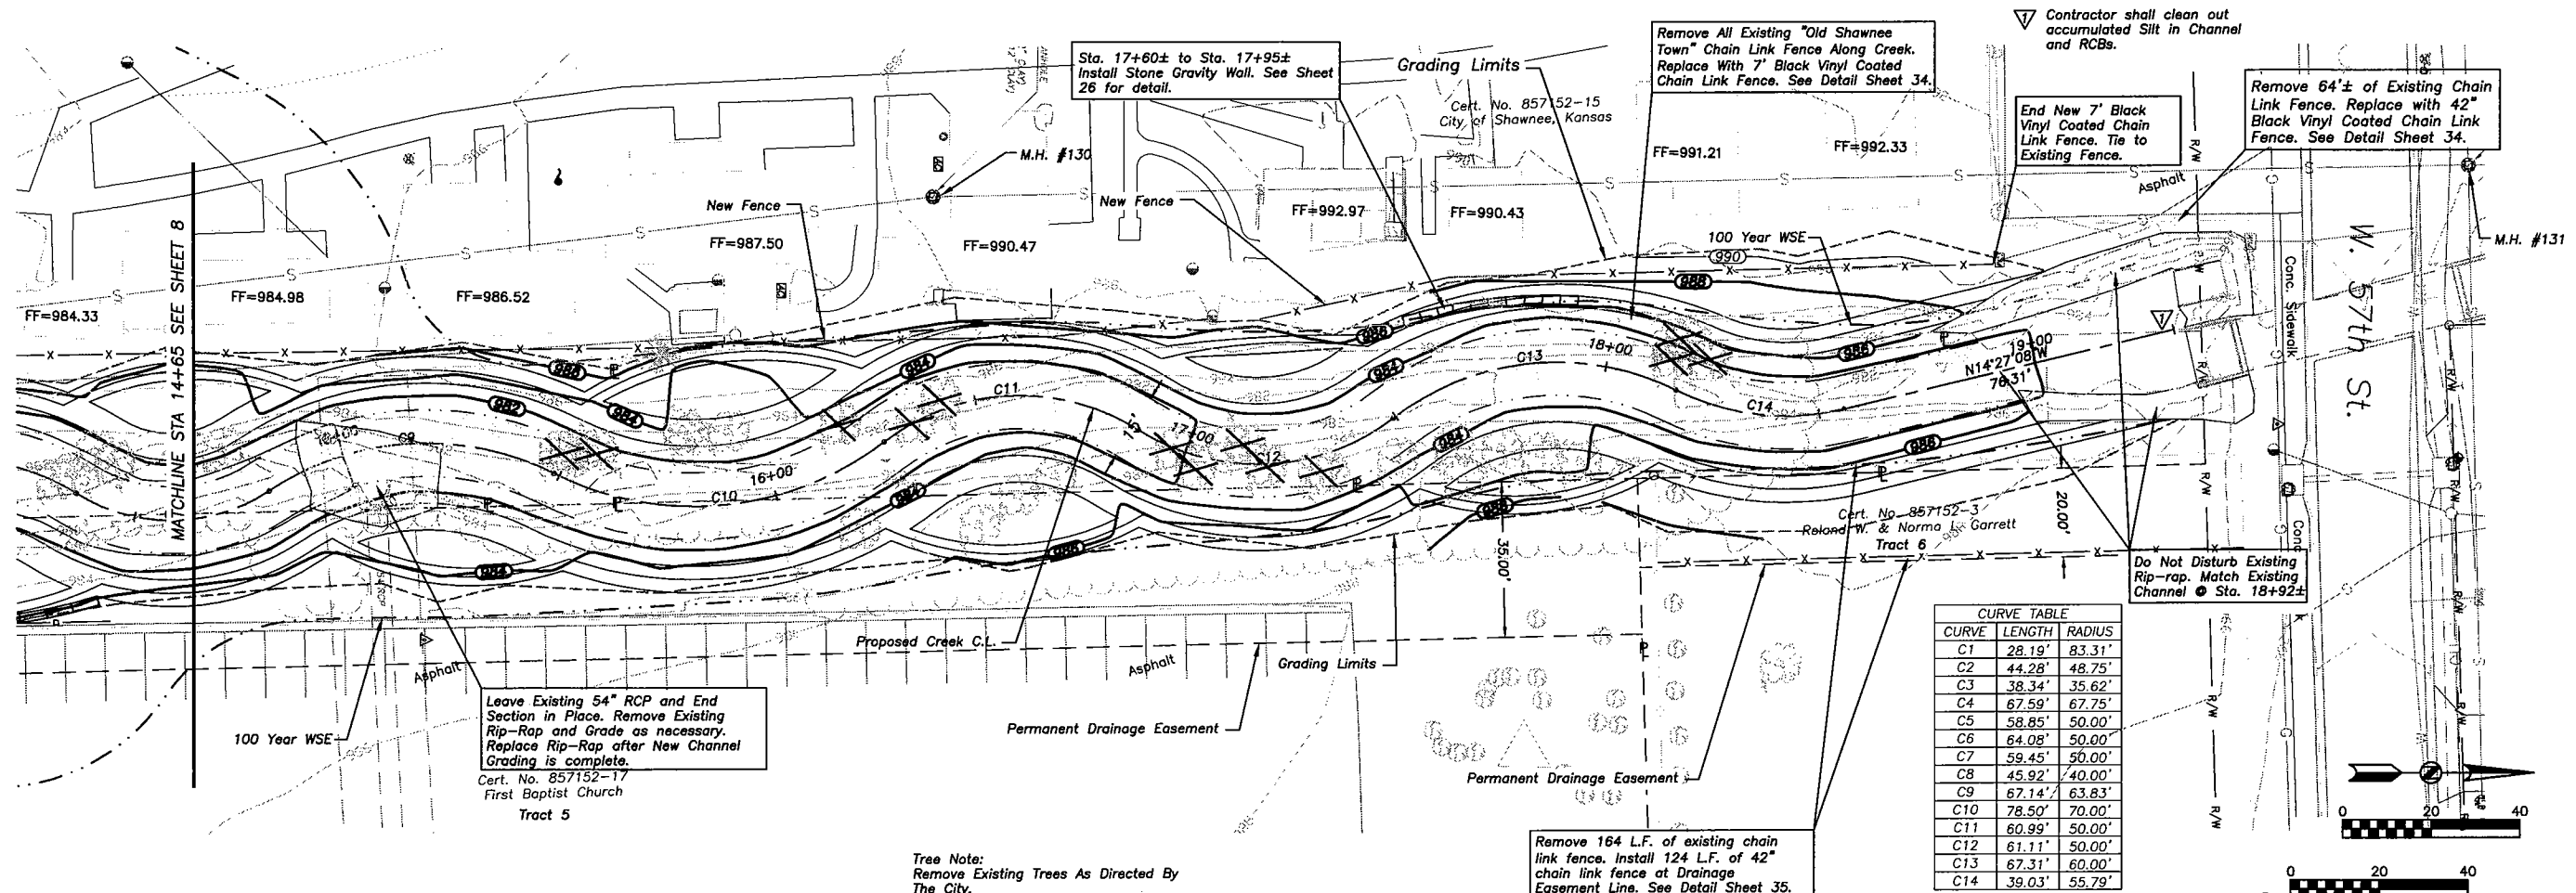 1 Contractor shall clean out
accumulated Silt in Channel
and RCBs.
Sta. 17+60± to Sta. 17+95±
Install Stone Gravity Wall. See Sheet
26 for detail.
Grading Limits
Remove All Existing "Old Shawnee
Town" Chain Link Fence Along Creek.
Replace With 7' Black Vinyl Coated
Chain Link Fence. See Detail Sheet 34.
Cert. No. 857152-15
City of Shawnee, Kansas
End New 7' Black
Vinyl Coated Chain
Link Fence. Tie to
Existing Fence.
Remove 64'± of Existing Chain
Link Fence. Replace with 42"
Black Vinyl Coated Chain Link
Fence. See Detail Sheet 34.
M.H. #130
M.H. #131
New Fence
New Fence
FF=984.33
FF=984.98
FF=986.52
FF=987.50
FF=990.47
FF=992.97
FF=990.43
FF=991.21
FF=992.33
Asphalt
R/W
R/W
W. 57th St.
Conc. Sidewalk
100 Year WSE
990
988
MATCHLINE STA 14+65 SEE SHEET 8
982
984
984
984
984
984
984
986
986
C9
C10
16+00
C11
15'
17+00
C12
C13
18+00
C14
19+00
N14°27'08"W
76.31'
1
35.00'
20.00'
Cert. No. 857152-3
Roland W. & Norma L. Garrett
Tract 6
Do Not Disturb Existing
Rip-rap. Match Existing
Channel @ Sta. 18+92±
Proposed Creek C.L.
Asphalt
Asphalt
Grading Limits
Permanent Drainage Easement
Permanent Drainage Easement
100 Year WSE
Leave Existing 54" RCP and End
Section in Place. Remove Existing
Rip-Rap and Grade as necessary.
Replace Rip-Rap after New Channel
Grading is complete.
Cert. No. 857152-17
First Baptist Church
Tract 5
CURVE TABLE
CURVE LENGTH RADIUS
C1 28.19' 83.31'
C2 44.28' 48.75'
C3 38.34' 35.62'
C4 67.59' 67.75'
C5 58.85' 50.00'
C6 64.08' 50.00'
C7 59.45' 50.00'
C8 45.92' 40.00'
C9 67.14' 63.83'
C10 78.50' 70.00'
C11 60.99' 50.00'
C12 61.11' 50.00'
C13 67.31' 60.00'
C14 39.03' 55.79'
R/W
R/W
R/W
0 20 40
0 20 40
Tree Note:
Remove Existing Trees As Directed By
The City.
Remove 164 L.F. of existing chain
link fence. Install 124 L.F. of 42"
chain link fence at Drainage
Easement Line. See Detail Sheet 35.